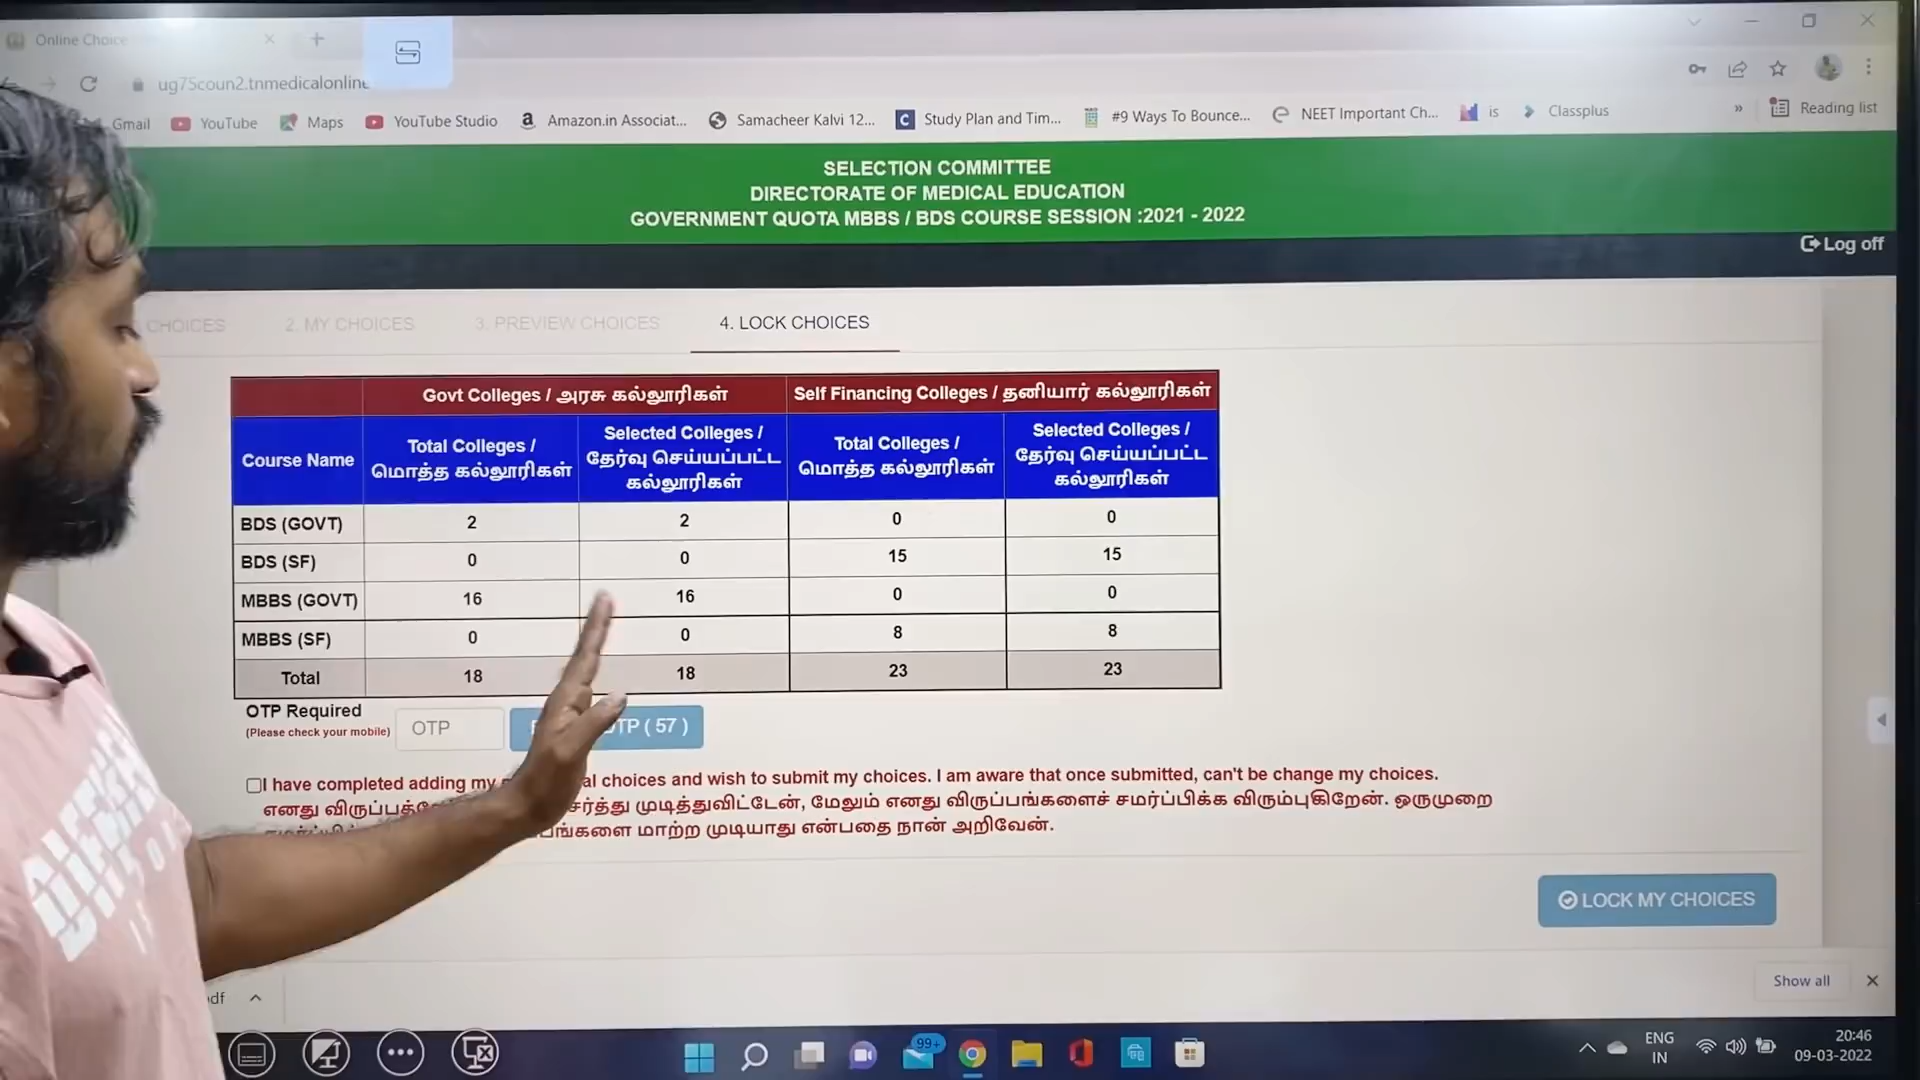 Online Choice
ug75coun2.tnmedicalonline
Gmail
YouTube
Maps
YouTube Studio
Amazon.in Associat...
Samacheer Kalvi 12...
Study Plan and Tim...
#9 Ways To Bounce...
NEET Important Ch...
is
Classplus
»
Reading list
SELECTION COMMITTEE
DIRECTORATE OF MEDICAL EDUCATION
GOVERNMENT QUOTA MBBS / BDS COURSE SESSION :2021 - 2022
Log off
CHOICES
2. MY CHOICES
3. PREVIEW CHOICES
4. LOCK CHOICES
Govt Colleges / அரசு கல்லூரிகள்
Self Financing Colleges / தனியார் கல்லூரிகள்
Course Name
Total Colleges /
மொத்த கல்லூரிகள்
Selected Colleges /
தேர்வு செய்யப்பட்ட
கல்லூரிகள்
Total Colleges /
மொத்த கல்லூரிகள்
Selected Colleges /
தேர்வு செய்யப்பட்ட
கல்லூரிகள்
BDS (GOVT) 2 2 0 0
BDS (SF) 0 0 15 15
MBBS (GOVT) 16 16 0 0
MBBS (SF) 0 0 8 8
Total 18 18 23 23
OTP Required
(Please check your mobile)
OTP
OTP ( 57 )
I have completed adding my choices and wish to submit my choices. I am aware that once submitted, can't be change my choices.
எனது முடித்துவிட்டேன், மேலும் எனது விருப்பங்களைச் சமர்ப்பிக்க விரும்புகிறேன். ஒருமுறை
மாற்ற முடியாது என்பதை நான் அறிவேன்.
LOCK MY CHOICES
Show all
99+
ENG
IN
20:46
09-03-2022